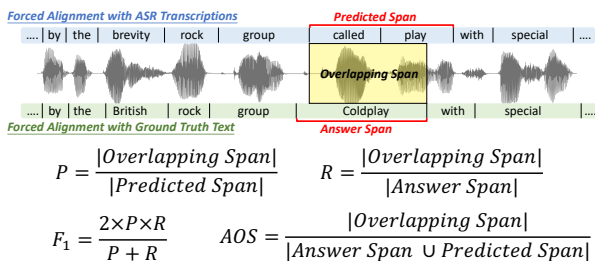 Forced Alignment with ASR Transcriptions
Predicted Span
.... | by | the | brevity | rock | group | called | play | with | special | ....
Overlapping Span
.... | by | the | British | rock | group | Coldplay | with | special | ....
Forced Alignment with Ground Truth Text
Answer Span
P = |Overlapping Span| / |Predicted Span|
R = |Overlapping Span| / |Answer Span|
F₁ = 2×P×R / P + R
AOS = |Overlapping Span| / |Answer Span ∪ Predicted Span|